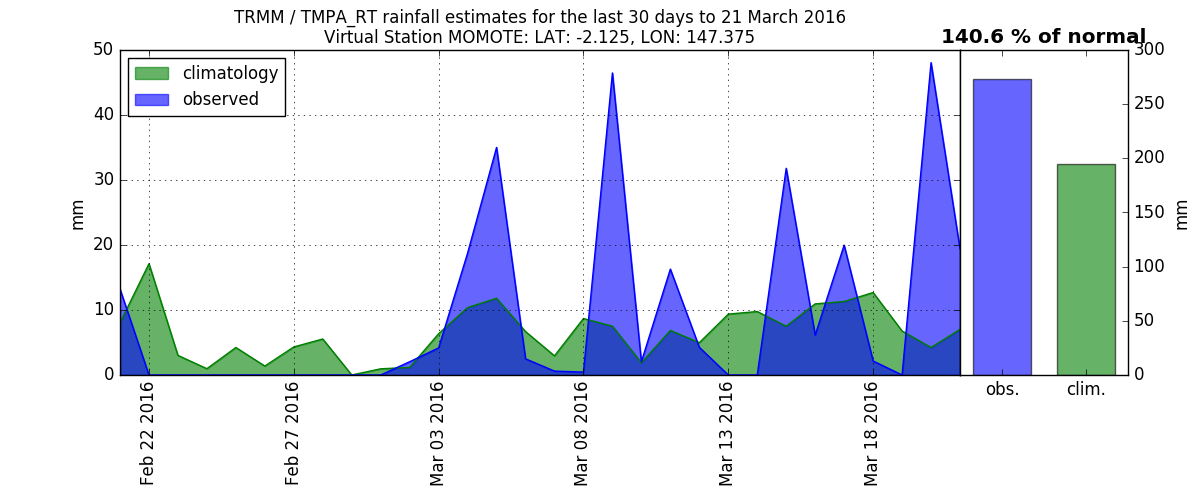 TRMM / TMPA_RT rainfall estimates for the last 30 days to 21 March 2016
Virtual Station MOMOTE: LAT: -2.125, LON: 147.375
140.6 % of normal
climatology
observed
mm
50
40
30
20
10
0
Feb 22 2016
Feb 27 2016
Mar 03 2016
Mar 08 2016
Mar 13 2016
Mar 18 2016
300
250
200
150
100
50
0
mm
obs.
clim.